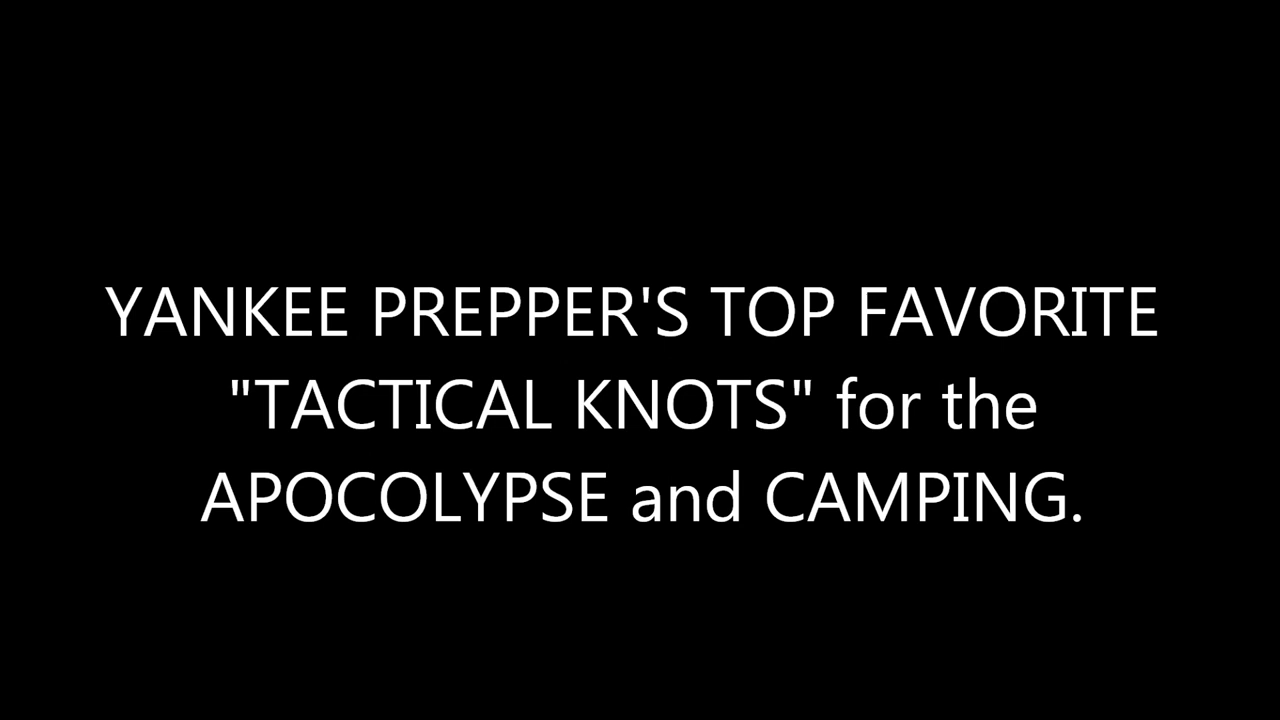 YANKEE PREPPER'S TOP FAVORITE
"TACTICAL KNOTS" for the
APOCOLYPSE and CAMPING.